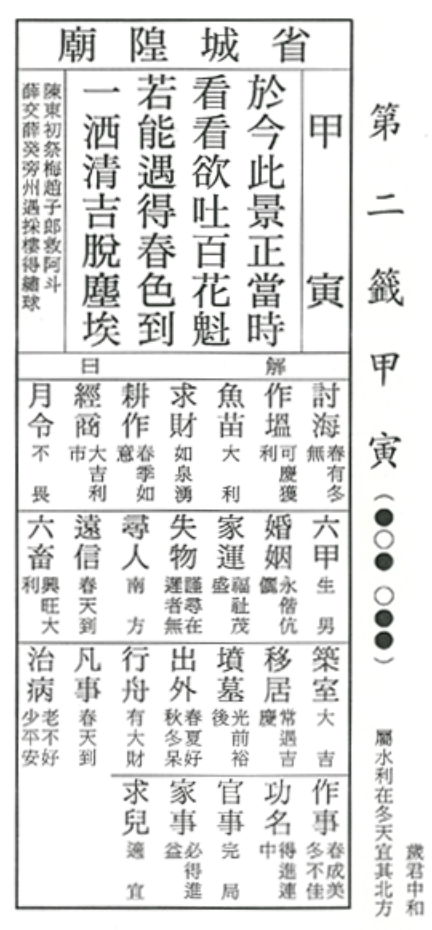 第二籤 甲寅（●○● ○●●）
屬水利在冬天宜其北方
歲君中和
省城隍廟
甲寅
於今此景正當時
看看欲吐百花魁
若能遇得春色到
一洒清吉脫塵埃
陳東初祭梅趙子郎救阿斗
薛交薛癸旁州遇採樓得繡球
解曰
討海 春有冬無
作塭 可慶獲利
魚苗 大利
求財 如泉湧
耕作 春季如意
經商 大吉利市
月令 不畏
六甲 生男
婚姻 永偕伉儷
家運 福祉茂盛
失物 謹尋在遲者無
尋人 南方
遠信 春天到
六畜 興旺大利
築室 大吉
移居 常遇吉慶
墳墓 光前裕後
出外 春夏好秋冬呆
行舟 有大財
凡事 春天到
治病 老不好少平安
作事 春成美冬不佳
功名 得進連中
官事 完局
家事 必得進益
求兒 適宜